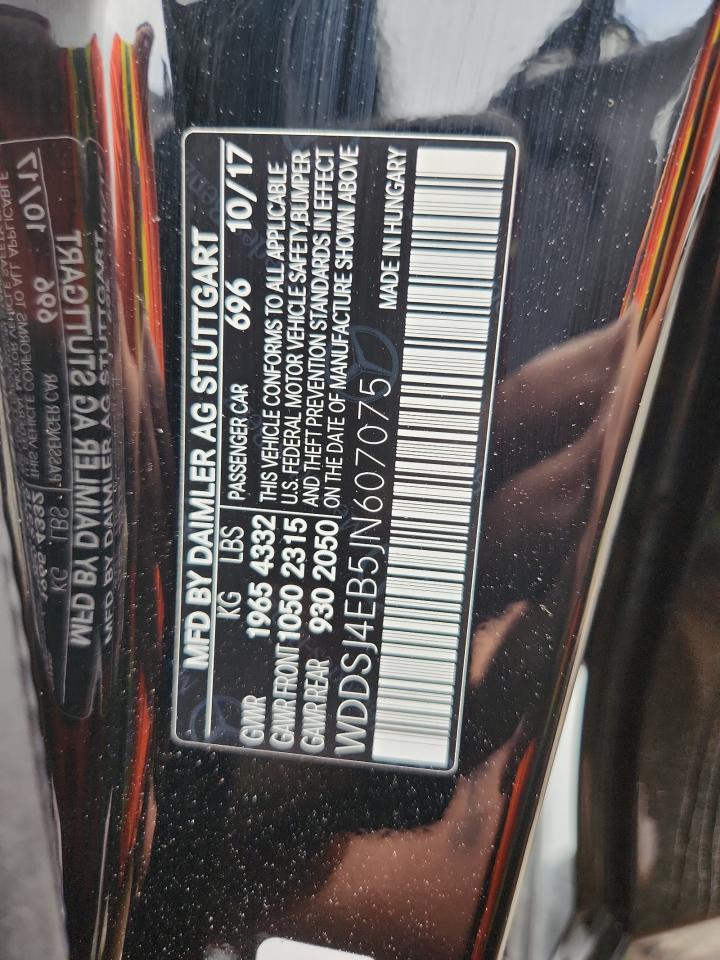 MFD BY DAIMLER AG STUTTGART
KG LBS PASSENGER CAR 696 10/17
GWR 1965 4332 THIS VEHICLE CONFORMS TO ALL APPLICABLE
GAWR FRONT 1050 2315 U.S. FEDERAL MOTOR VEHICLE SAFETY BUMPER
GAWR REAR 930 2050 AND THEFT PREVENTION STANDARDS IN EFFECT
ON THE DATE OF MANUFACTURE SHOWN ABOVE
WDDSJ4EB5JN607075 MADE IN HUNGARY